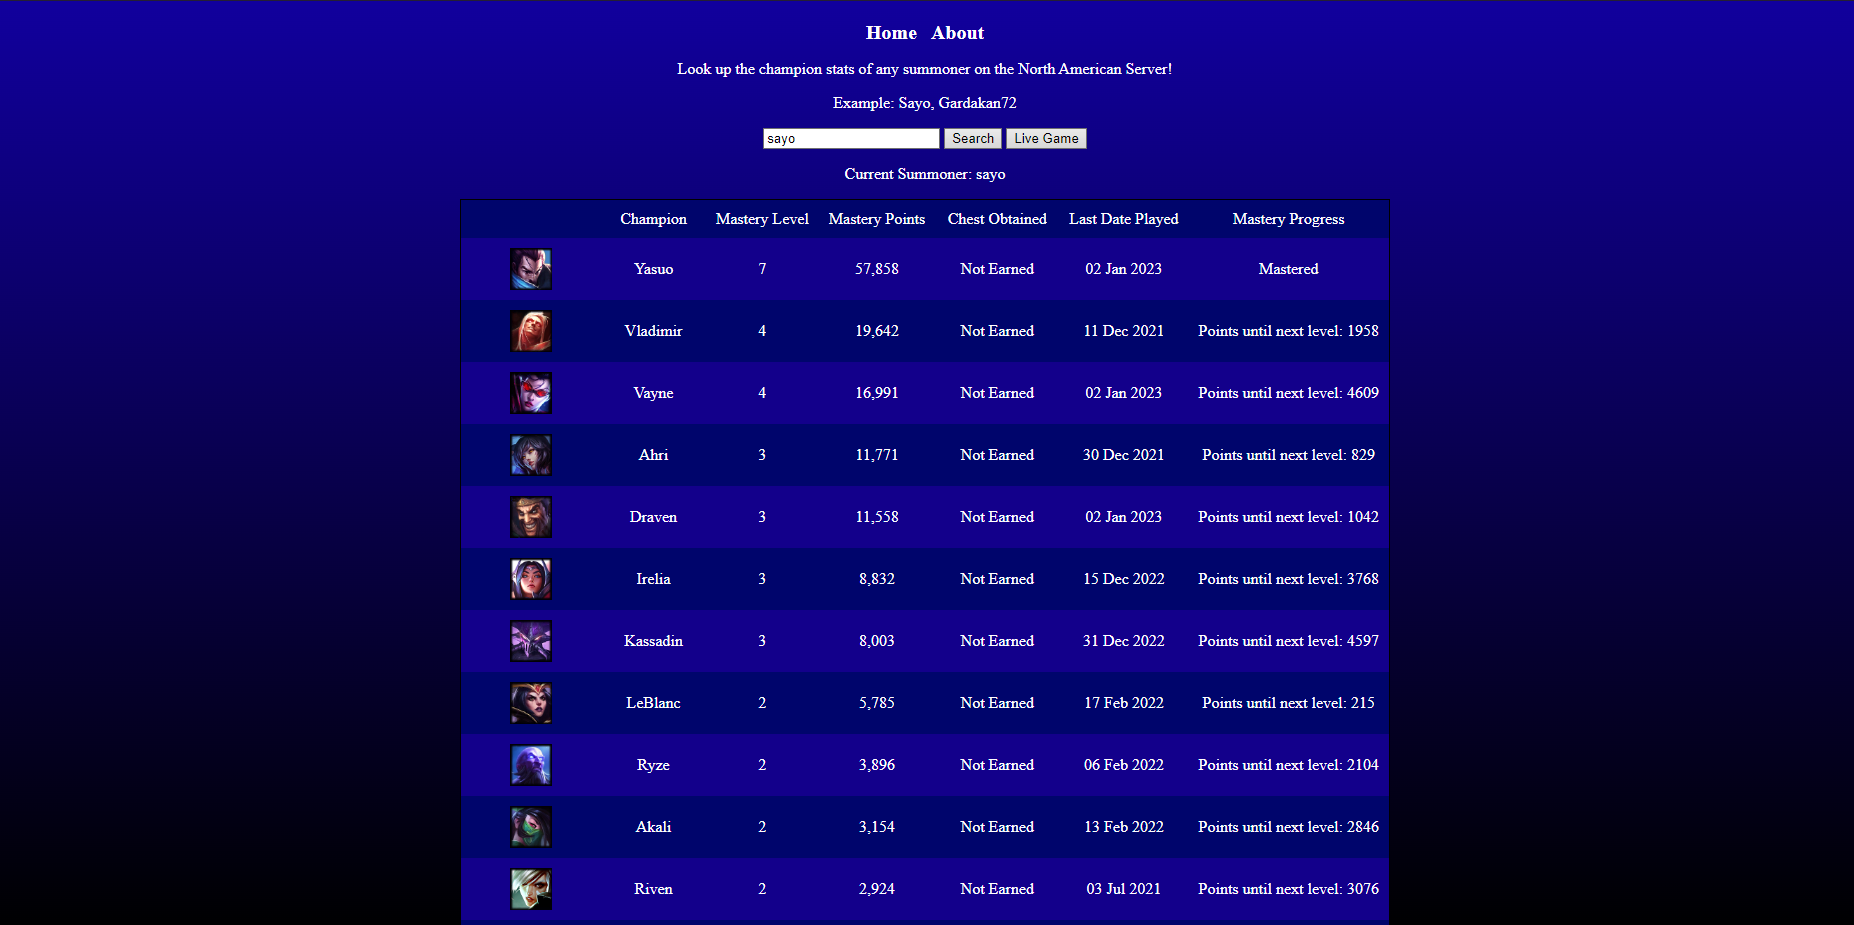 Home About
Look up the champion stats of any summoner on the North American Server!
Example: Sayo, Gardakan72
sayo Search Live Game
Current Summoner: sayo
Champion Mastery Level Mastery Points Chest Obtained Last Date Played Mastery Progress
Yasuo 7 57,858 Not Earned 02 Jan 2023 Mastered
Vladimir 4 19,642 Not Earned 11 Dec 2021 Points until next level: 1958
Vayne 4 16,991 Not Earned 02 Jan 2023 Points until next level: 4609
Ahri 3 11,771 Not Earned 30 Dec 2021 Points until next level: 829
Draven 3 11,558 Not Earned 02 Jan 2023 Points until next level: 1042
Irelia 3 8,832 Not Earned 15 Dec 2022 Points until next level: 3768
Kassadin 3 8,003 Not Earned 31 Dec 2022 Points until next level: 4597
LeBlanc 2 5,785 Not Earned 17 Feb 2022 Points until next level: 215
Ryze 2 3,896 Not Earned 06 Feb 2022 Points until next level: 2104
Akali 2 3,154 Not Earned 13 Feb 2022 Points until next level: 2846
Riven 2 2,924 Not Earned 03 Jul 2021 Points until next level: 3076